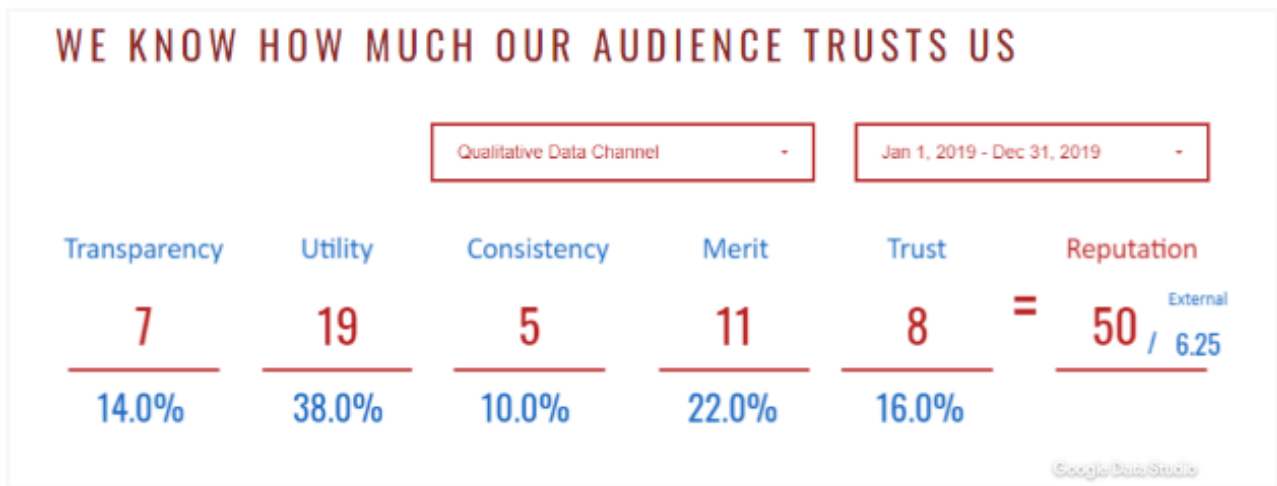 WE KNOW HOW MUCH OUR AUDIENCE TRUSTS US
Qualitative Data Channel
Jan 1, 2019 - Dec 31, 2019
Transparency Utility Consistency Merit Trust Reputation
External
7 19 5 11 8 = 50 / 6.25
14.0% 38.0% 10.0% 22.0% 16.0%
Google Data Studio